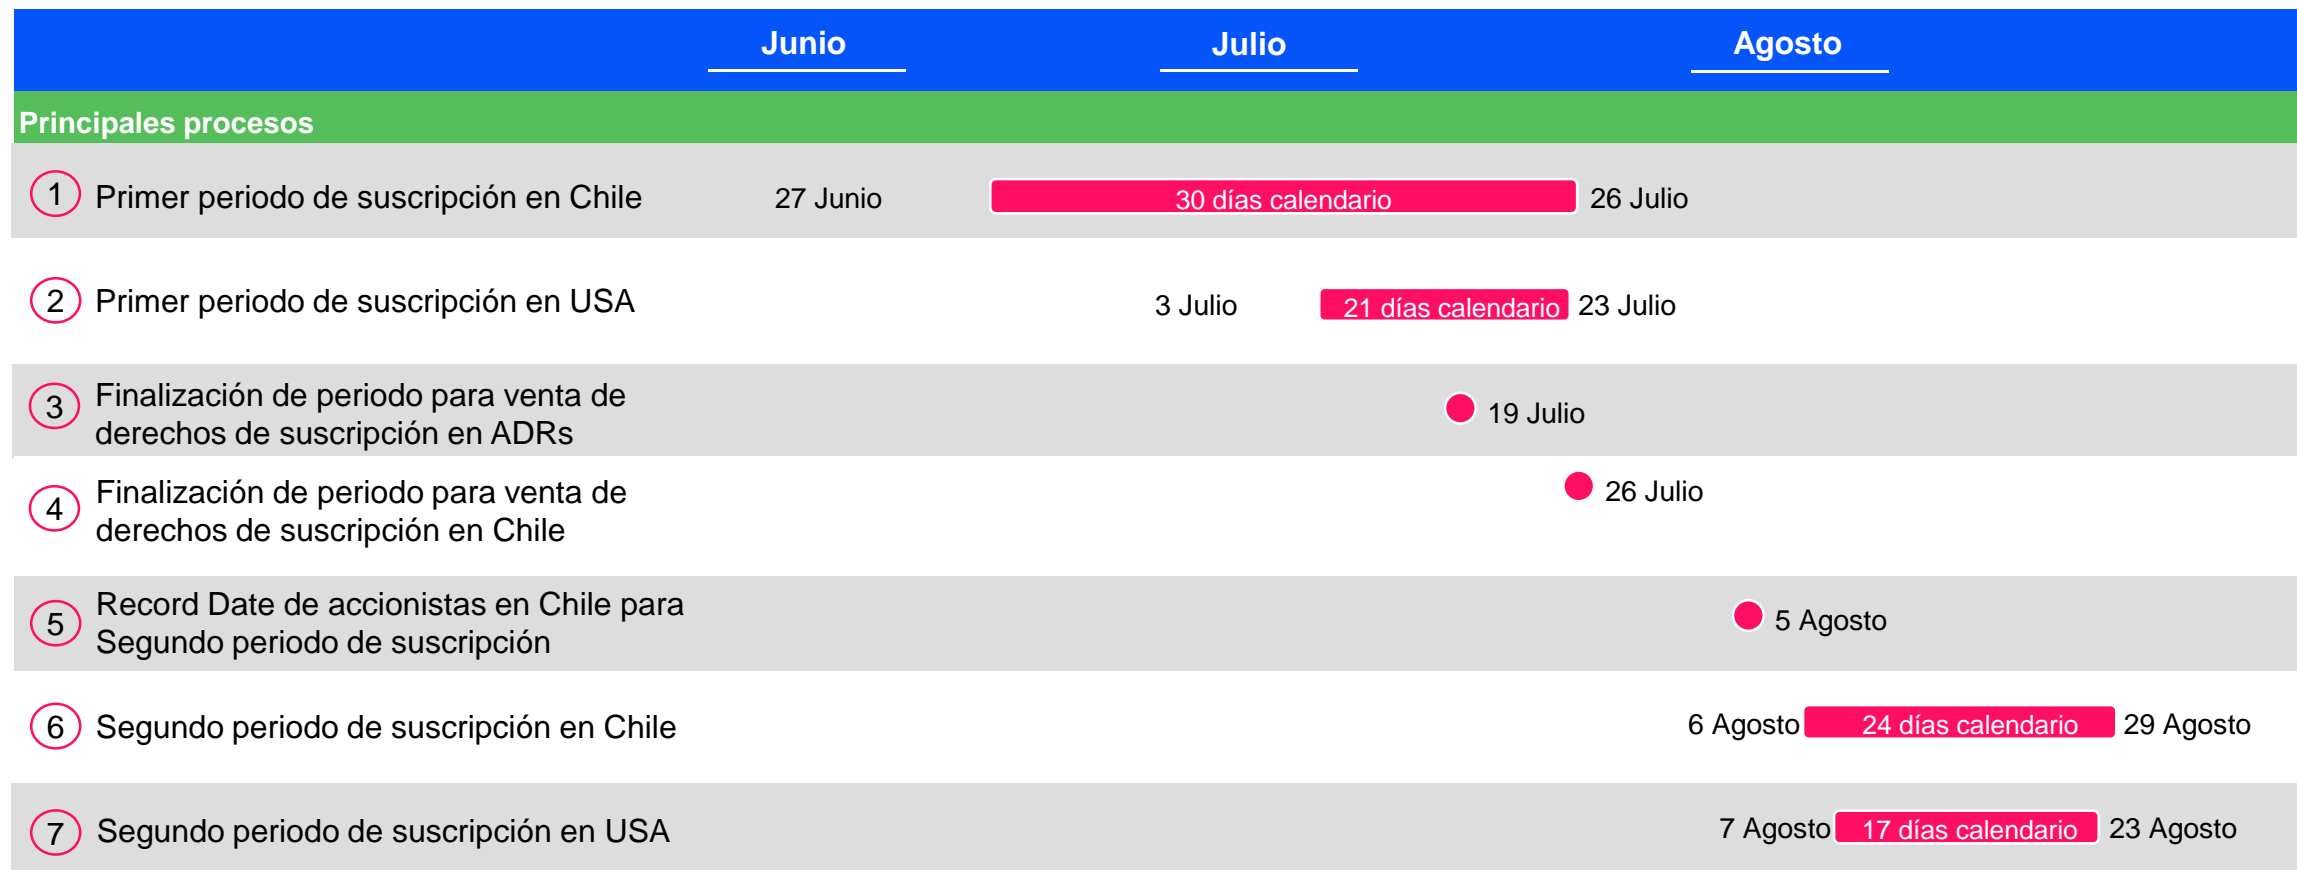 Junio Julio Agosto
Principales procesos
1 Primer periodo de suscripción en Chile 27 Junio 30 días calendario 26 Julio
2 Primer periodo de suscripción en USA 3 Julio 21 días calendario 23 Julio
3 Finalización de periodo para venta de
derechos de suscripción en ADRs 19 Julio
4 Finalización de periodo para venta de
derechos de suscripción en Chile 26 Julio
5 Record Date de accionistas en Chile para
Segundo periodo de suscripción 5 Agosto
6 Segundo periodo de suscripción en Chile 6 Agosto 24 días calendario 29 Agosto
7 Segundo periodo de suscripción en USA 7 Agosto 17 días calendario 23 Agosto